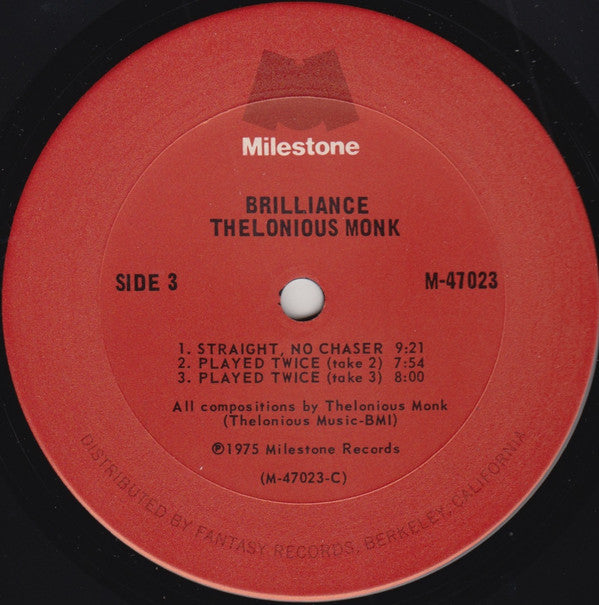 Milestone
BRILLIANCE
THELONIOUS MONK
SIDE 3
M-47023
1. STRAIGHT, NO CHASER 9:21
2. PLAYED TWICE (take 2) 7:54
3. PLAYED TWICE (take 3) 8:00
All compositions by Thelonious Monk
(Thelonious Music-BMI)
℗1975 Milestone Records
(M-47023-C)
DISTRIBUTED BY FANTASY RECORDS, BERKELEY, CALIFORNIA